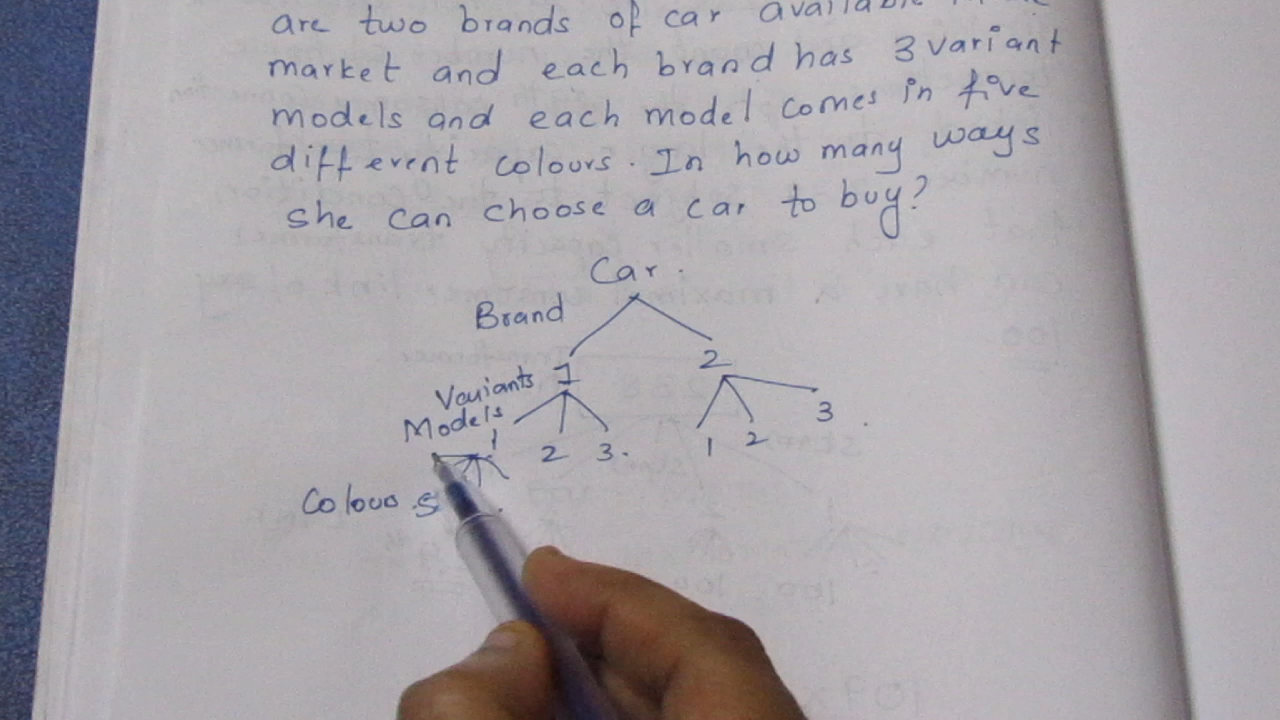 are two brands of car
market and each brand has 3 variant
models and each model comes in five
different colours. In how many ways
she can choose a car to buy?
Car.
Brand
1 2
Variants
Models
1 2 3. 1 2 3